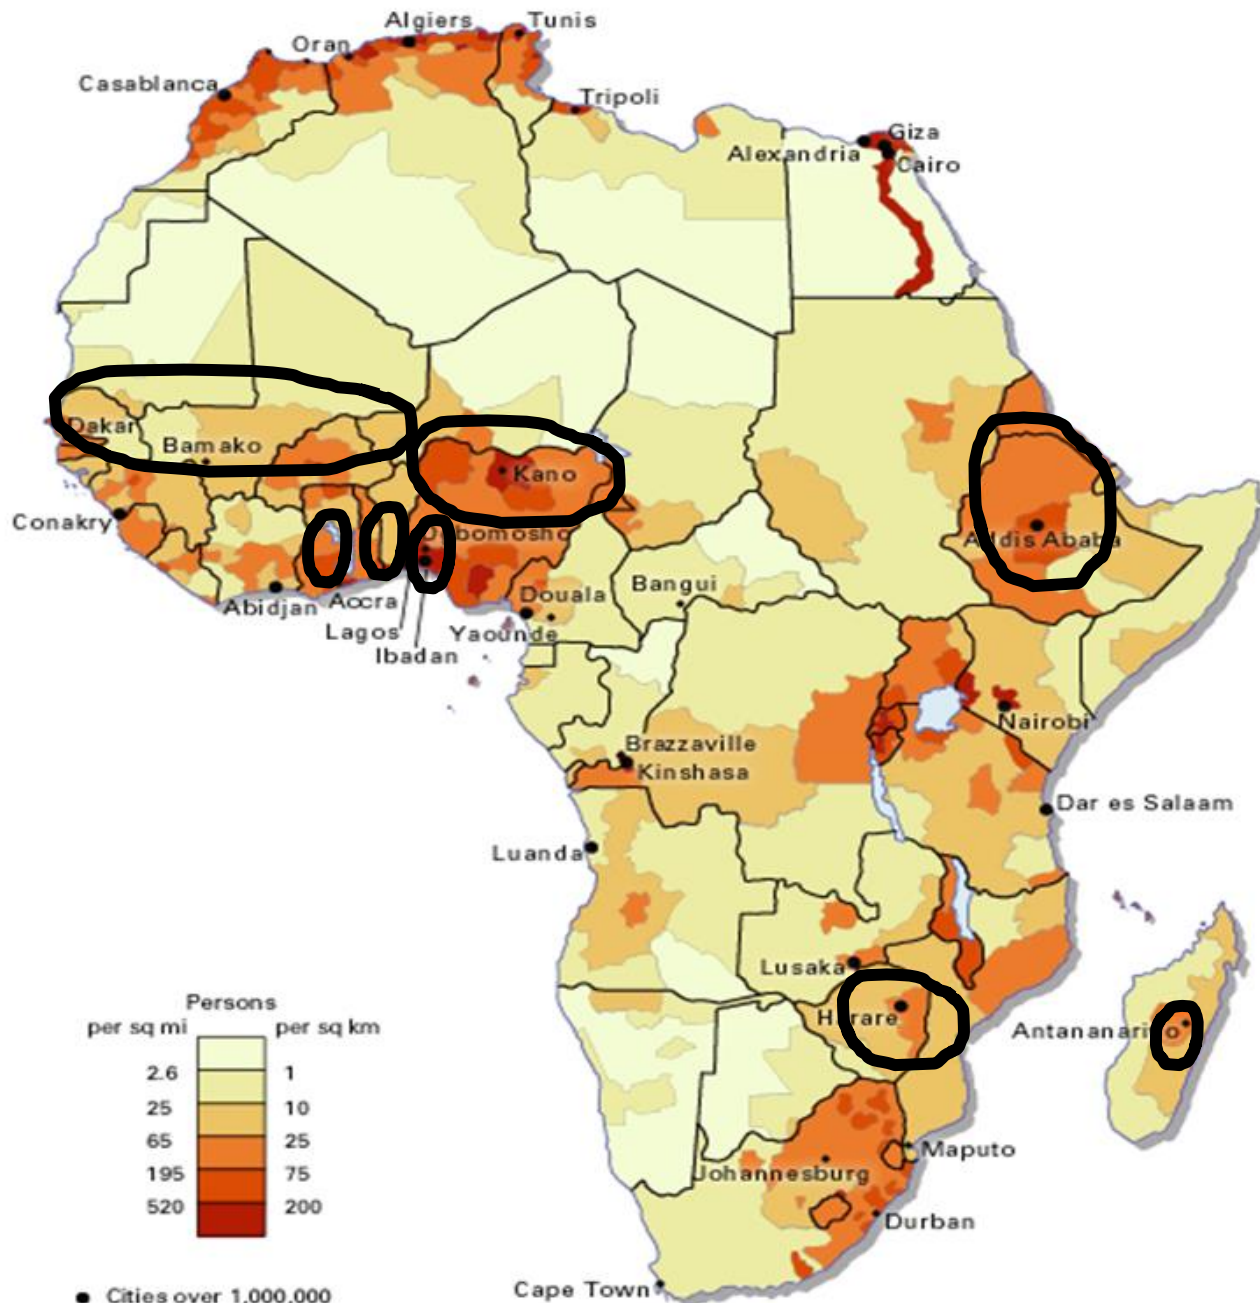 Algiers
Tunis
Oran
Casablanca
Tripoli
Giza
Alexandria
Cairo
Dakar
Bamako
Kano
Conakry
Ogbomosho
Addis Ababa
Abidjan
Accra
Douala
Bangui
Lagos
Yaounde
Ibadan
Nairobi
Brazzaville
Kinshasa
Dar es Salaam
Luanda
Lusaka
Harare
Antananarivo
Persons
per sq mi
per sq km
2.6
1
25
10
65
25
195
75
520
200
Maputo
Johannesburg
Durban
Cape Town
Cities over 1,000,000